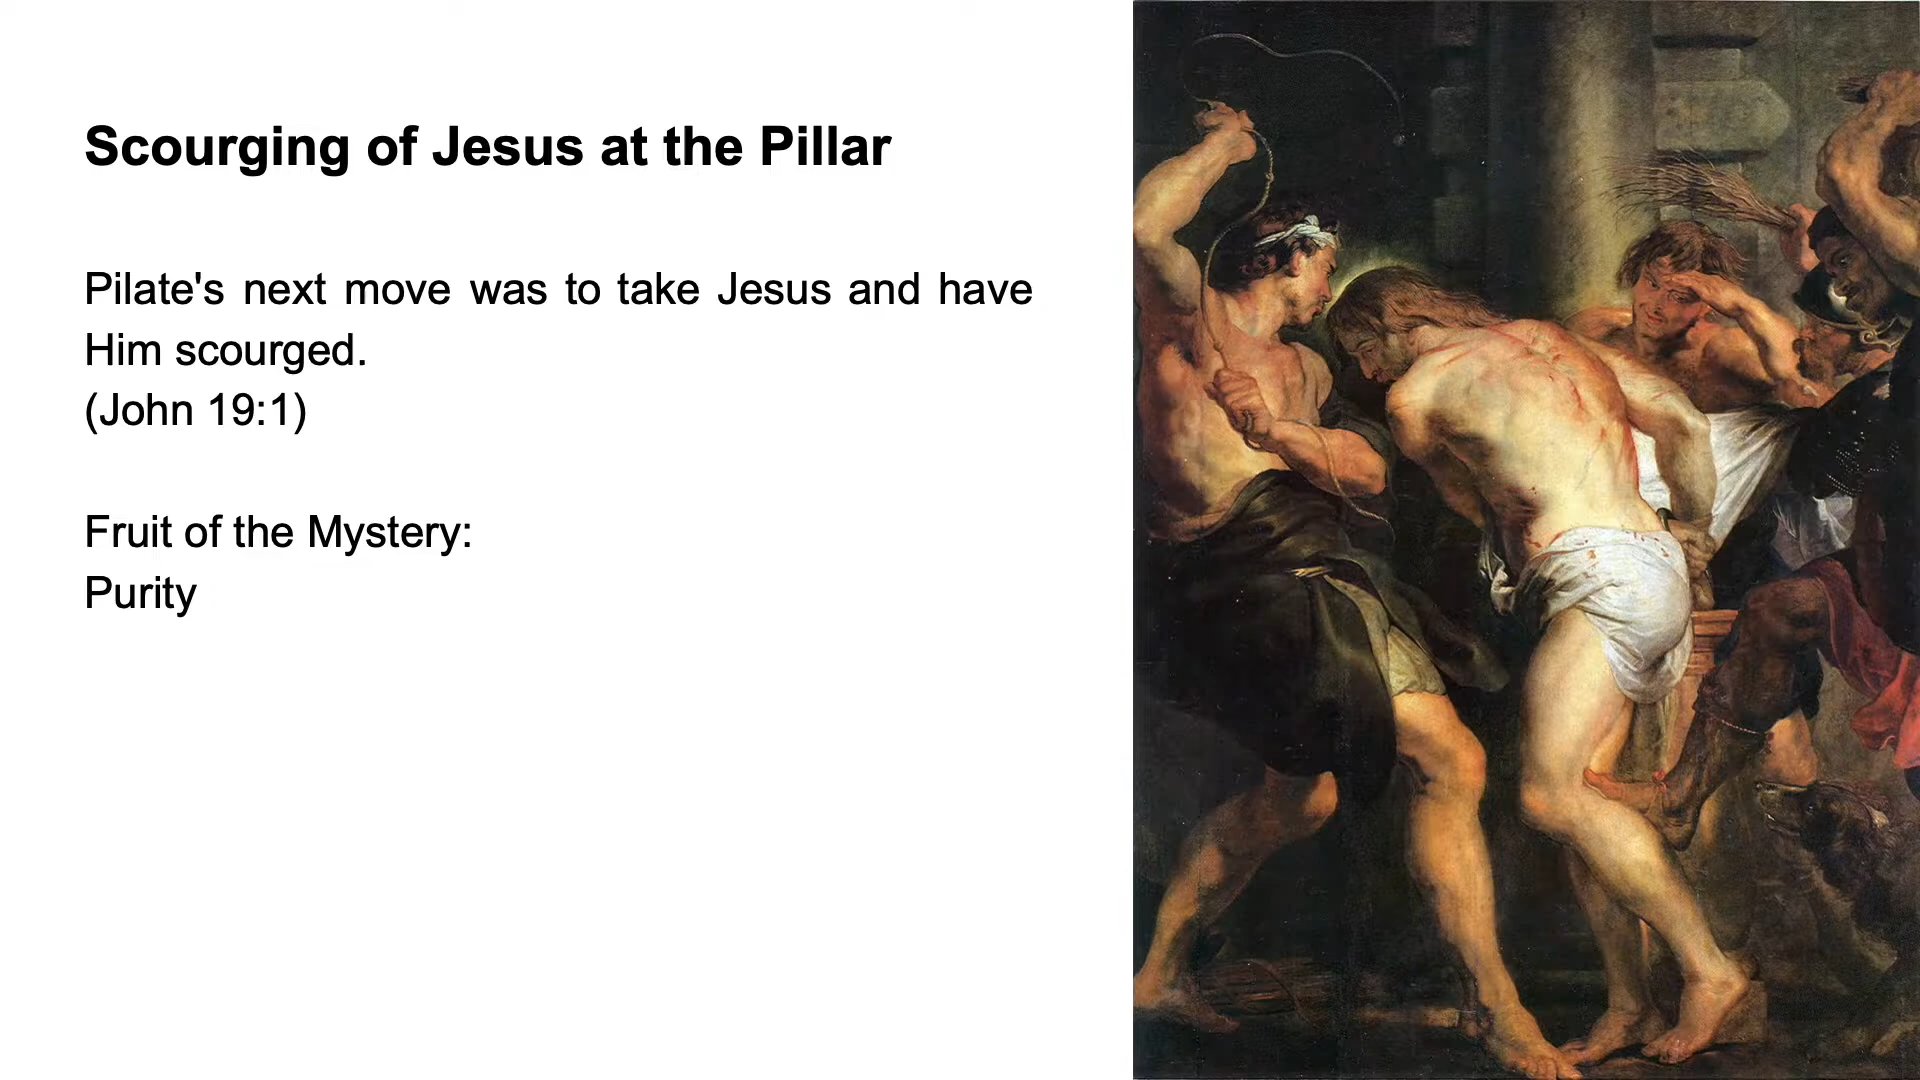 Scourging of Jesus at the Pillar
Pilate's next move was to take Jesus and have
Him scourged.
(John 19:1)
Fruit of the Mystery:
Purity